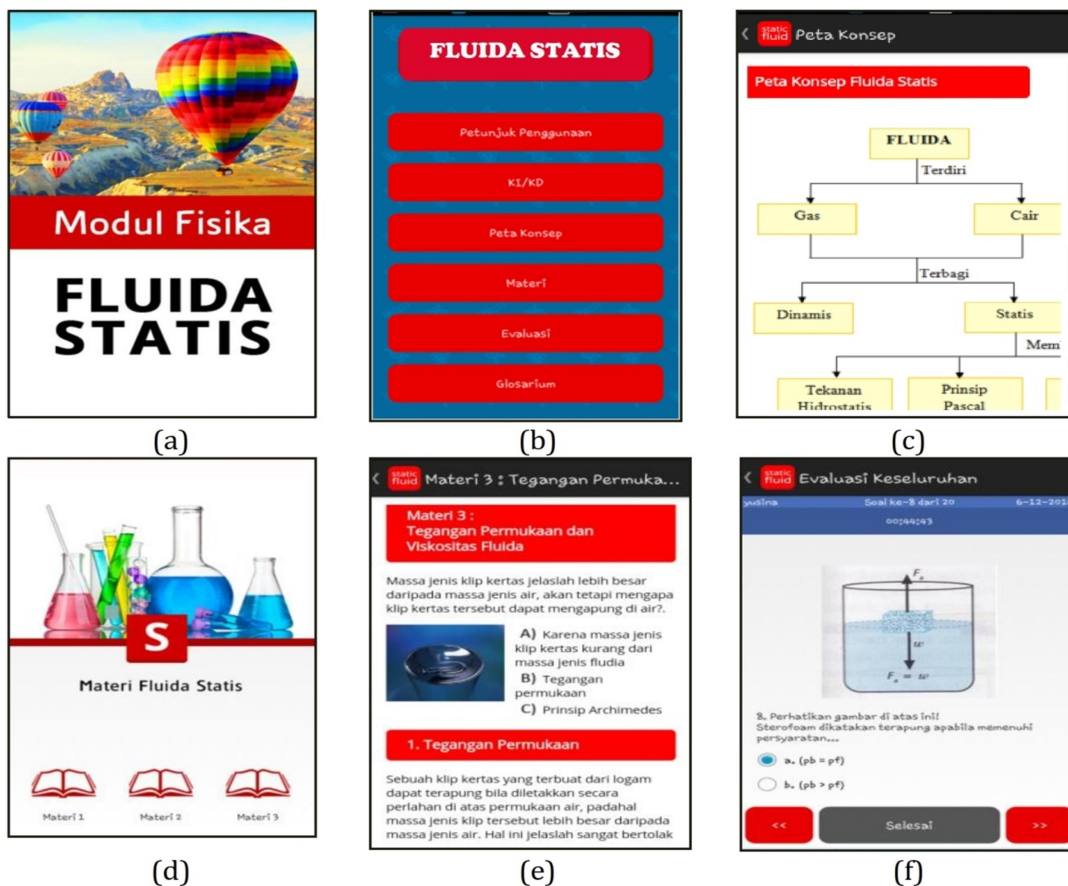 Modul Fisika
FLUIDA
STATIS
(a)
FLUIDA STATIS
Petunjuk Penggunaan
KI/KD
Peta Konsep
Materi
Evaluasi
Glosarium
(b)
static
fluid
Peta Konsep
Peta Konsep Fluida Statis
FLUIDA
Terdiri
Gas
Cair
Terbagi
Dinamis
Statis
Mem
Tekanan
Hidrostatis
Prinsip
Pascal
(c)
S
Materi Fluida Statis
Materi 1
Materi 2
Materi 3
(d)
static
fluid
Materi 3 : Tegangan Permuka...
Materi 3 :
Tegangan Permukaan dan
Viskositas Fluida
Massa jenis klip kertas jelaslah lebih besar
daripada massa jenis air, akan tetapi mengapa
klip kertas tersebut dapat mengapung di air?.
A) Karena massa jenis
klip kertas kurang dari
massa jenis fludia
B) Tegangan
permukaan
C) Prinsip Archimedes
1. Tegangan Permukaan
Sebuah klip kertas yang terbuat dari logam
dapat terapung bila diletakkan secara
perlahan di atas permukaan air, padahal
massa jenis klip tersebut lebih besar daripada
massa jenis air. Hal ini jelaslah sangat bertolak
(e)
static
fluid
Evaluasi Keseluruhan
yusina
Soal ke-8 dari 20
6-12-201
00:44:43
w
8. Perhatikan gambar di atas ini!
Sterofoam dikatakan terapung apabila memenuhi
persyaratan...
a. (ρb = ρf)
b. (ρb > ρf)
<<
Selesai
>>
(f)